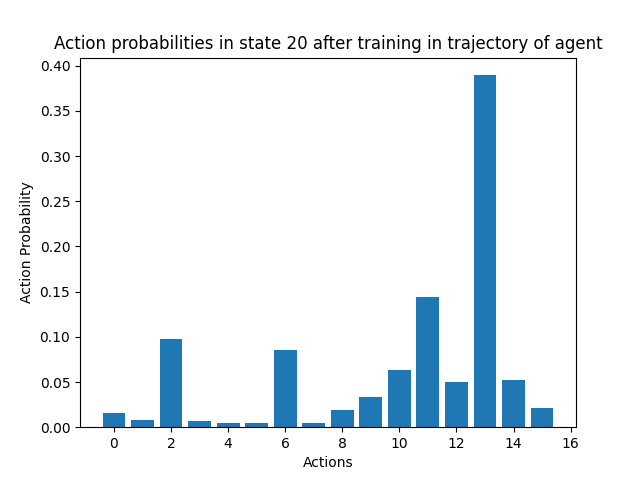 Action probabilities in state 20 after training in trajectory of agent
0.40
0.35
0.30
0.25
0.20
0.15
0.10
0.05
0.00
Action Probability
0 2 4 6 8 10 12 14 16
Actions